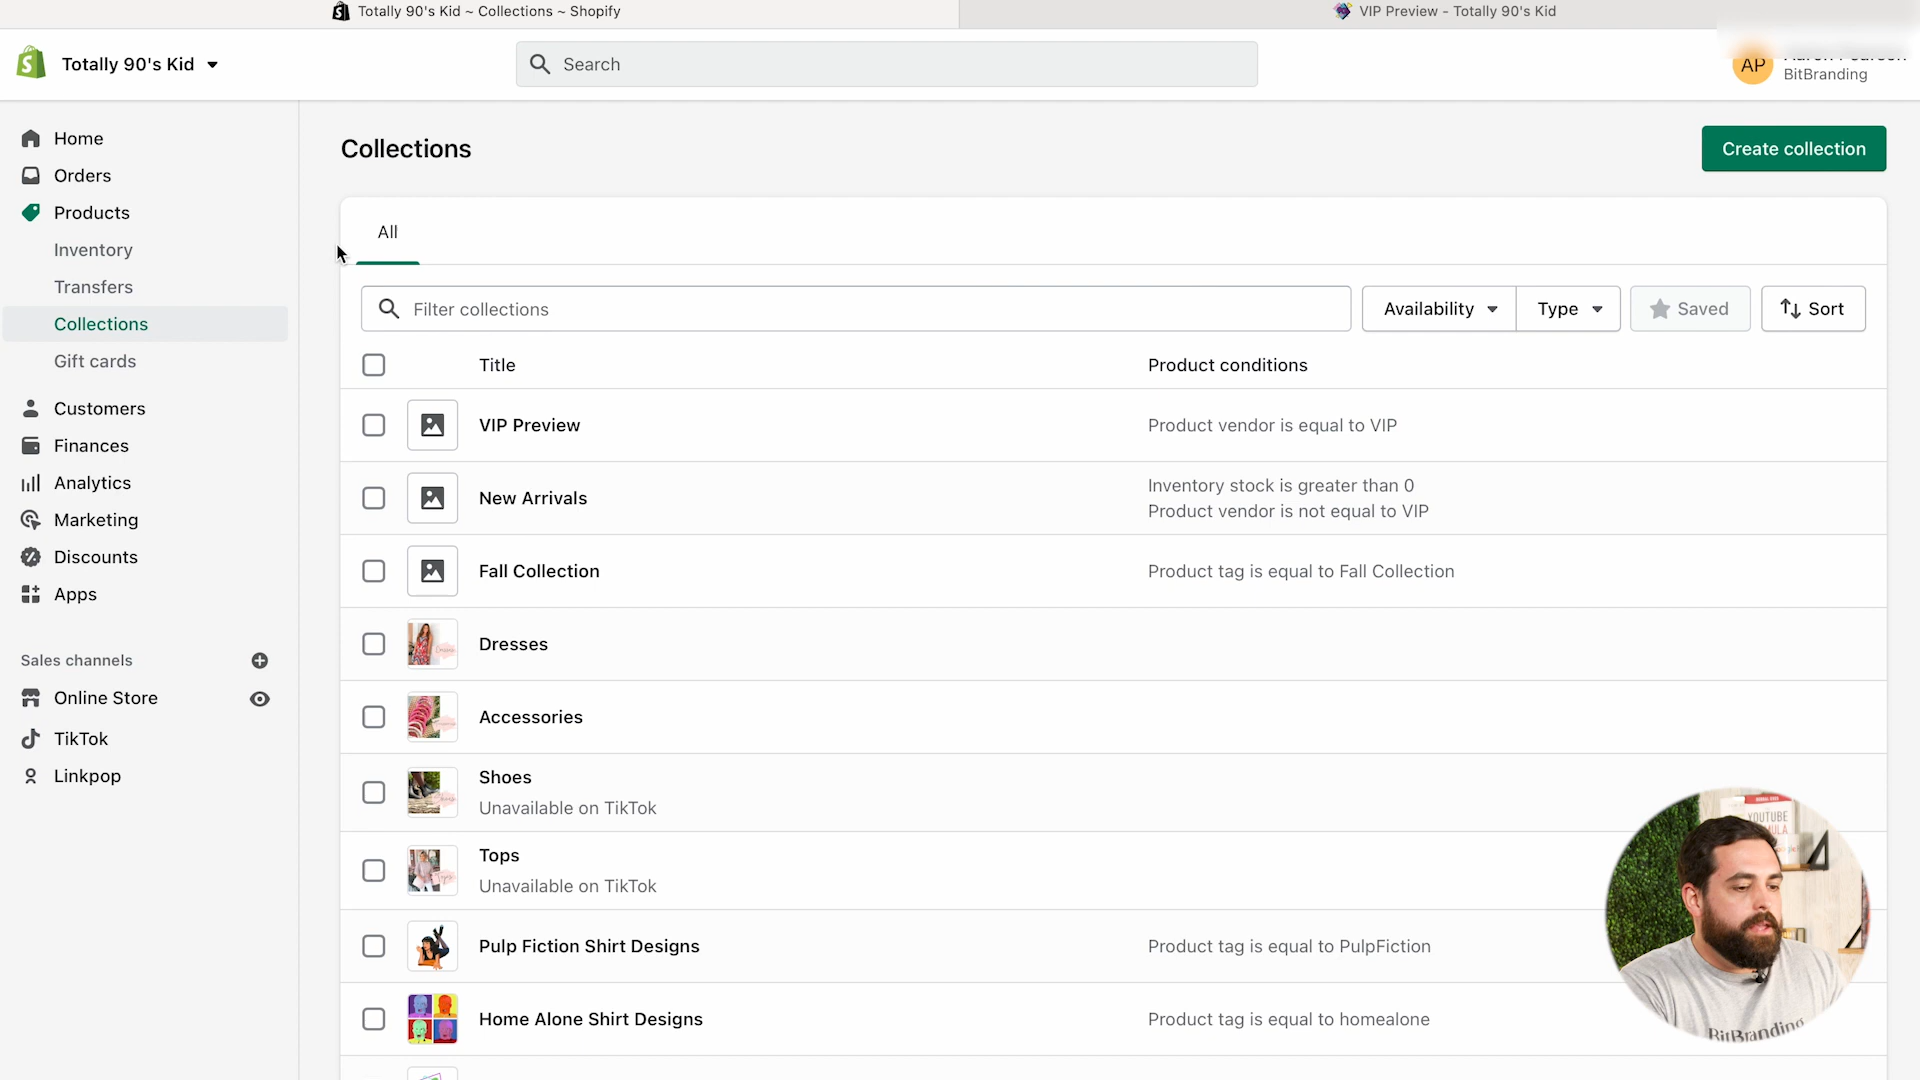 Totally 90's Kid ~ Collections ~ Shopify
VIP Preview - Totally 90's Kid
Totally 90's Kid
Search
AP
BitBranding
Home
Orders
Products
Inventory
Transfers
Collections
Gift cards
Customers
Finances
Analytics
Marketing
Discounts
Apps
Sales channels
Online Store
TikTok
Linkpop
Collections
Create collection
All
Filter collections
Availability
Type
Saved
Sort
Title
Product conditions
VIP Preview
Product vendor is equal to VIP
New Arrivals
Inventory stock is greater than 0
Product vendor is not equal to VIP
Fall Collection
Product tag is equal to Fall Collection
Dresses
Accessories
Shoes
Unavailable on TikTok
Tops
Unavailable on TikTok
Pulp Fiction Shirt Designs
Product tag is equal to PulpFiction
Home Alone Shirt Designs
Product tag is equal to homealone
YOUTUBE
BitBranding